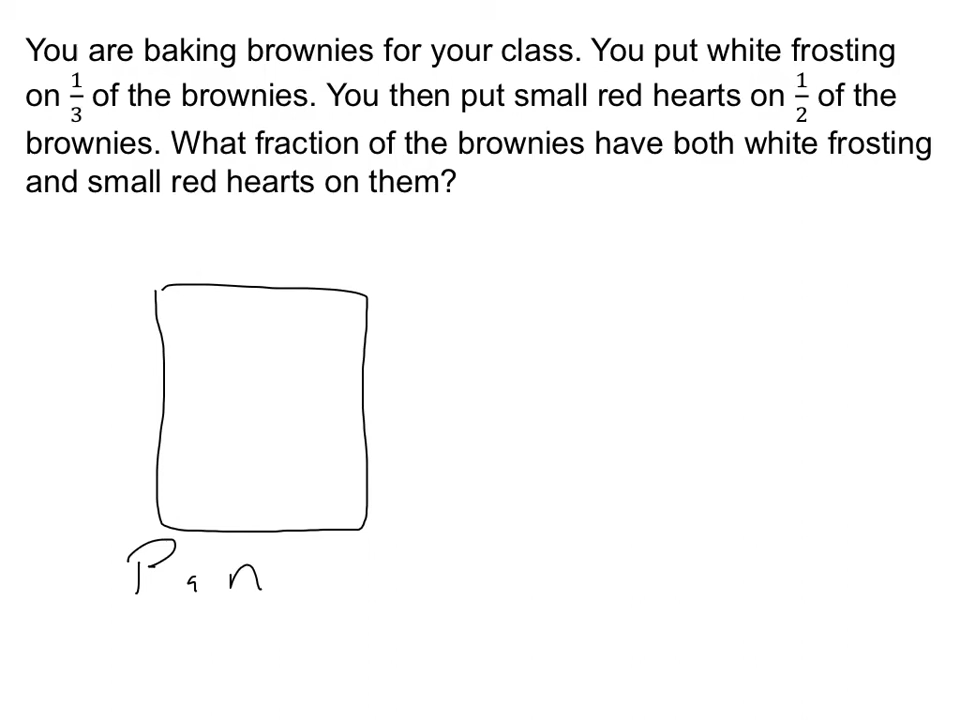 You are baking brownies for your class. You put white frosting
on 1/3 of the brownies. You then put small red hearts on 1/2 of the
brownies. What fraction of the brownies have both white frosting
and small red hearts on them?
Pan